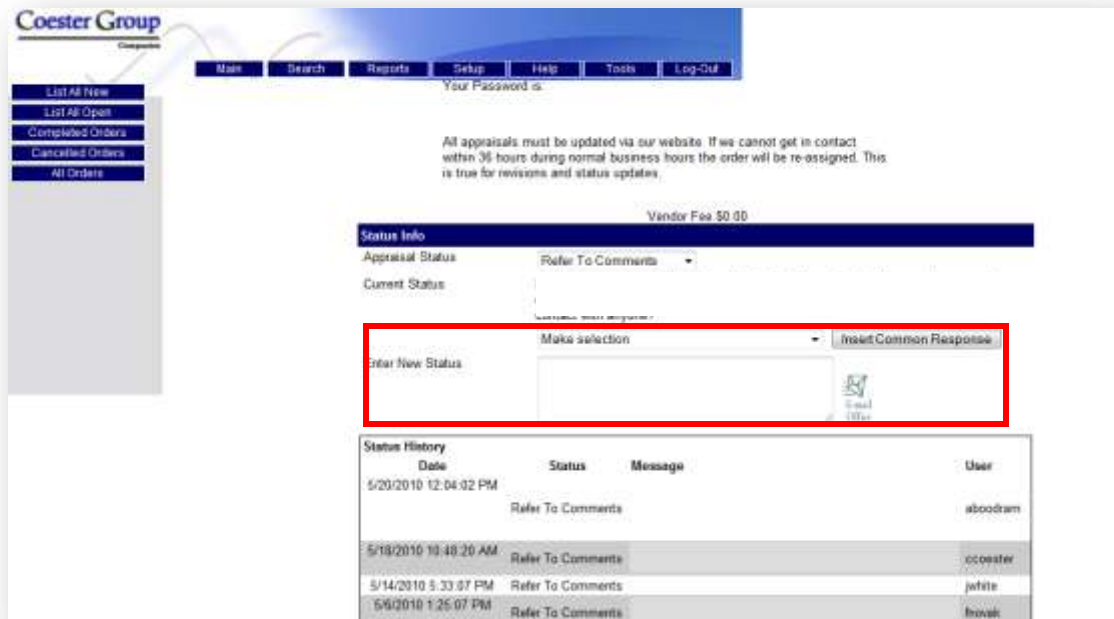 Coester Group
Companies
Main Search Reports Setup Help Tools Log-Out
List All New
List All Open
Completed Orders
Cancelled Orders
All Orders
Your Password is:
All appraisals must be updated via our website. If we cannot get in contact
within 36 hours during normal business hours the order will be re-assigned. This
is true for revisions and status updates.
Vendor Fee $0.00
Status Info
Appraisal Status Refer To Comments
Current Status
contact with anyone?
Make selection Insert Common Response
Enter New Status
E-mail
Status History
Date Status Message User
5/20/2010 12:04:02 PM
Refer To Comments aboodram
5/18/2010 10:48:20 AM Refer To Comments ccoester
5/14/2010 5:33:07 PM Refer To Comments jwhite
5/6/2010 1:25:07 PM Refer To Comments fnovak